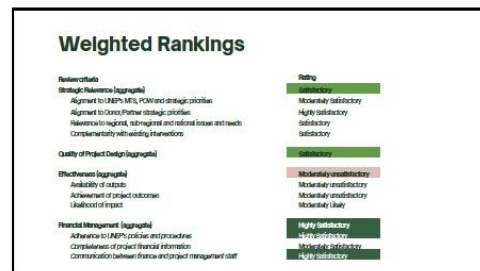 Weighted Rankings
Review criteria Rating
Strategic Relevance (aggregate) Satisfactory
Alignment to UNEP's MTS, POW and strategic priorities Moderately Satisfactory
Alignment to Donor/Partner strategic priorities Highly Satisfactory
Relevance to regional, sub-regional and national issues and needs Satisfactory
Complementarity with existing interventions Satisfactory
Quality of Project Design (aggregate) Satisfactory
Effectiveness (aggregate) Moderately unsatisfactory
Availability of outputs Moderately unsatisfactory
Achievement of project outcomes Moderately unsatisfactory
Likelihood of impact Moderately Likely
Financial Management (aggregate) Highly Satisfactory
Adherence to UNEP's policies and procedures Highly Satisfactory
Completeness of project financial information Moderately Satisfactory
Communication between finance and project management staff Highly Satisfactory